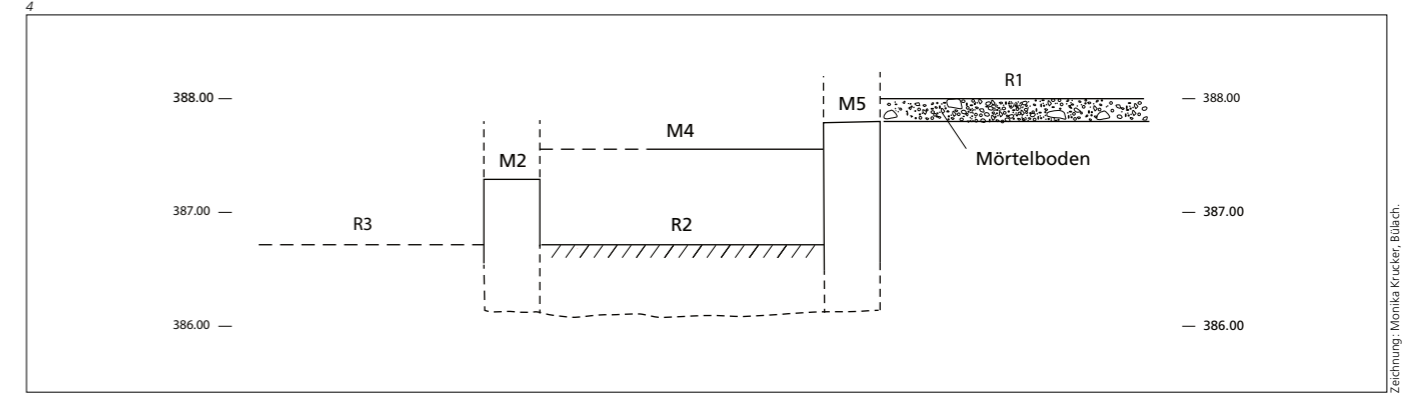 4
R1
388.00
388.00
M5
M4
M2
Mörtelboden
387.00
387.00
R3
R2
386.00
386.00
Zeichnung: Monika Krucker, Bülach.